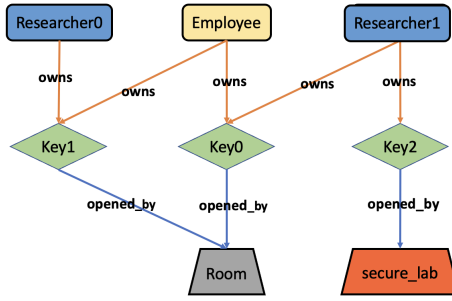 Researcher0 Employee Researcher1
owns owns owns owns owns
Key1 Key0 Key2
opened_by opened_by opened_by
Room secure_lab